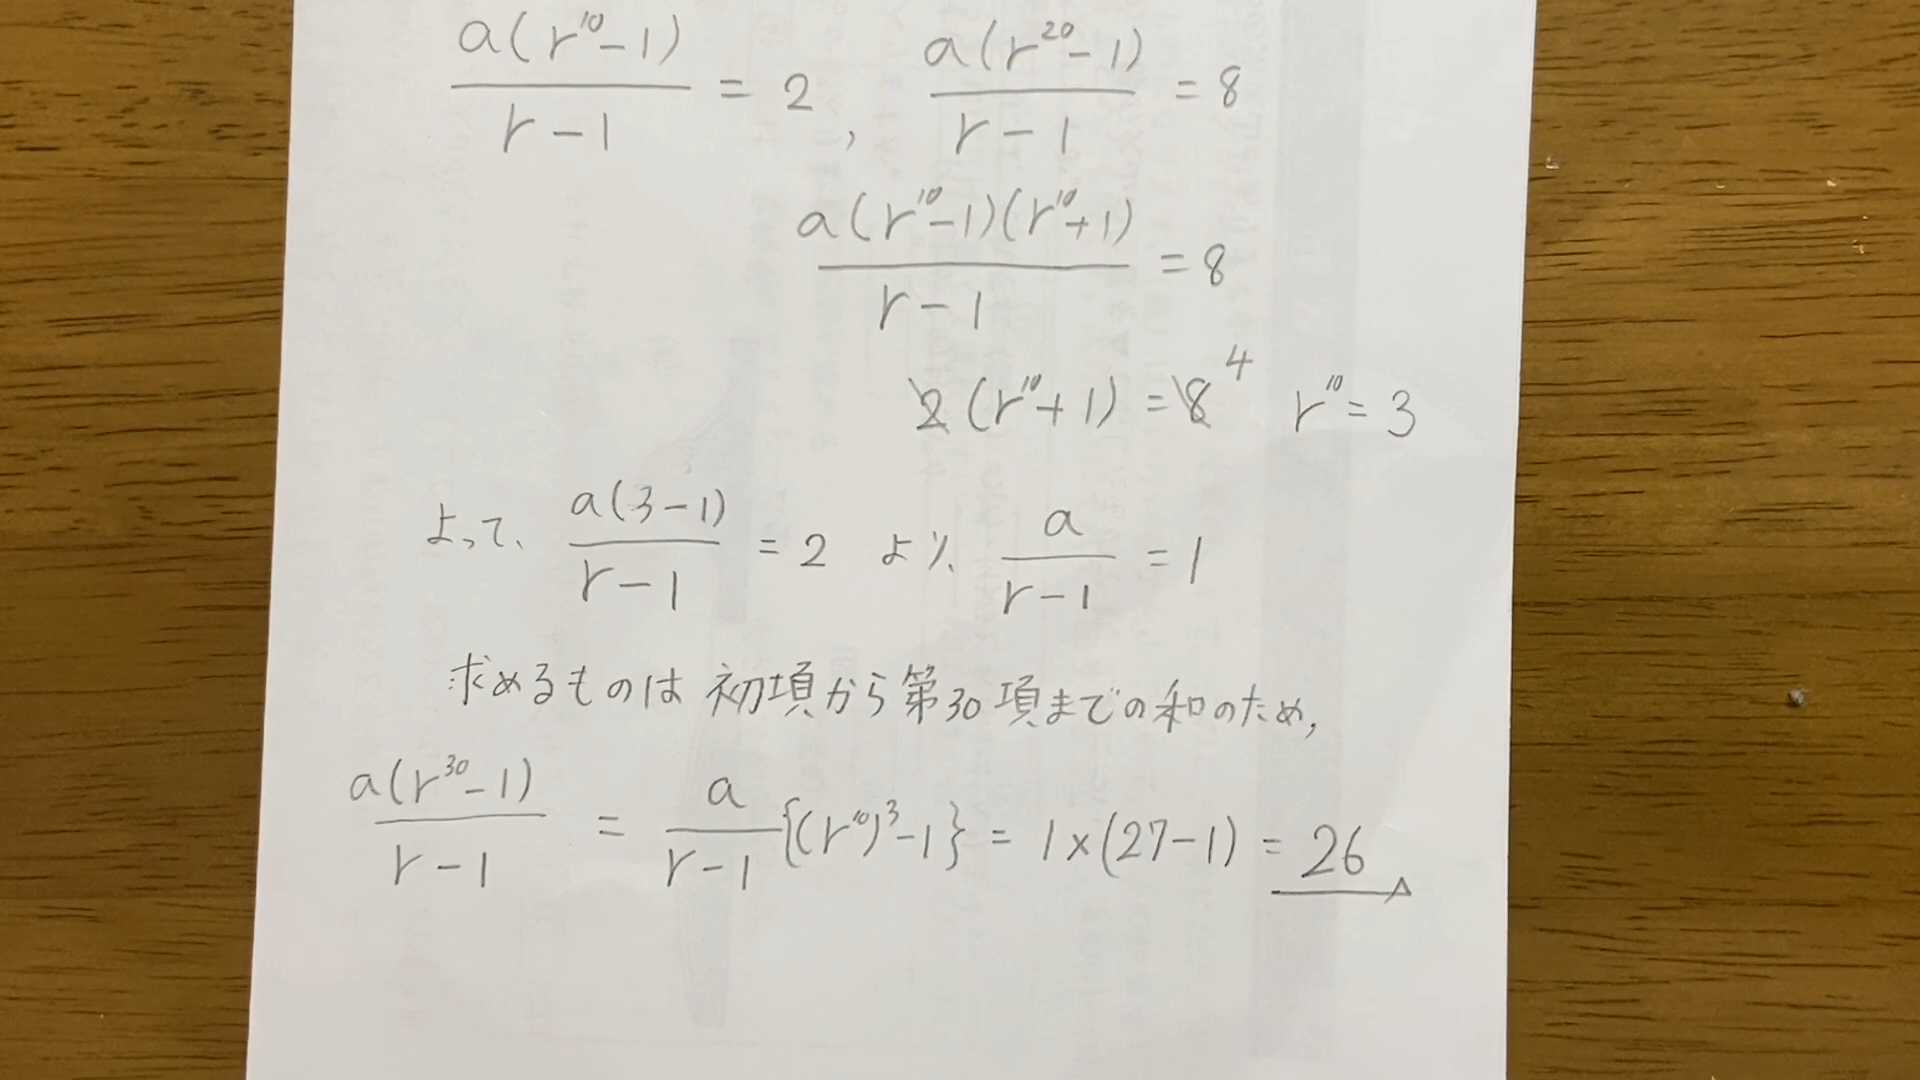 a(r¹⁰-1)/(r-1) = 2, a(r²⁰-1)/(r-1) = 8
a(r¹⁰-1)(r¹⁰+1)/(r-1) = 8
2(r¹⁰+1) = 8 4 r¹⁰ = 3
よって、 a(3-1)/(r-1) = 2 より、 a/(r-1) = 1
求めるものは初項から第30項までの和のため,
a(r³⁰-1)/(r-1) = a/(r-1){(r¹⁰)³-1} = 1×(27-1) = 26